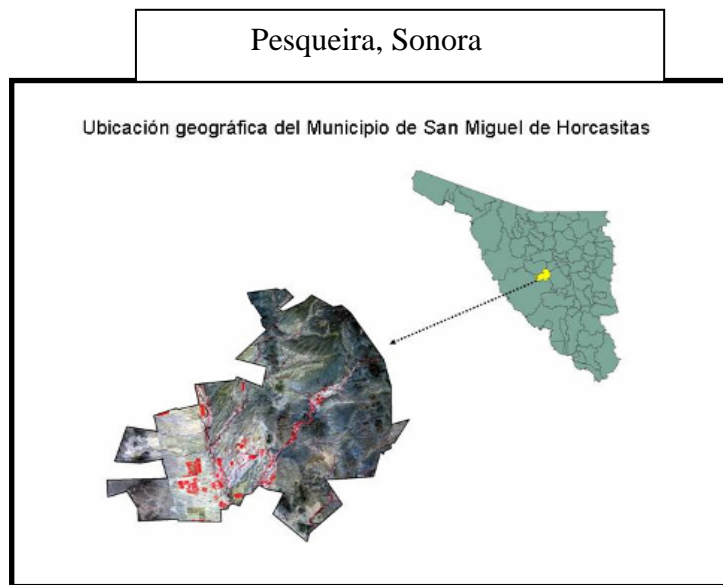 Pesqueira, Sonora
Ubicación geográfica del Municipio de San Miguel de Horcasitas